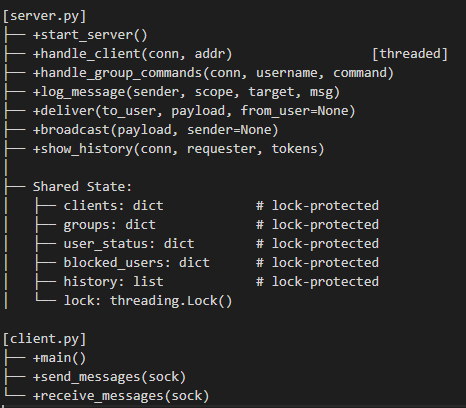 [server.py]
├── +start_server()
├── +handle_client(conn, addr)                  [threaded]
├── +handle_group_commands(conn, username, command)
├── +log_message(sender, scope, target, msg)
├── +deliver(to_user, payload, from_user=None)
├── +broadcast(payload, sender=None)
├── +show_history(conn, requester, tokens)
│
├── Shared State:
│   ├── clients: dict            # lock-protected
│   ├── groups: dict             # lock-protected
│   ├── user_status: dict        # lock-protected
│   ├── blocked_users: dict      # lock-protected
│   ├── history: list            # lock-protected
│   └── lock: threading.Lock()

[client.py]
├── +main()
├── +send_messages(sock)
└── +receive_messages(sock)